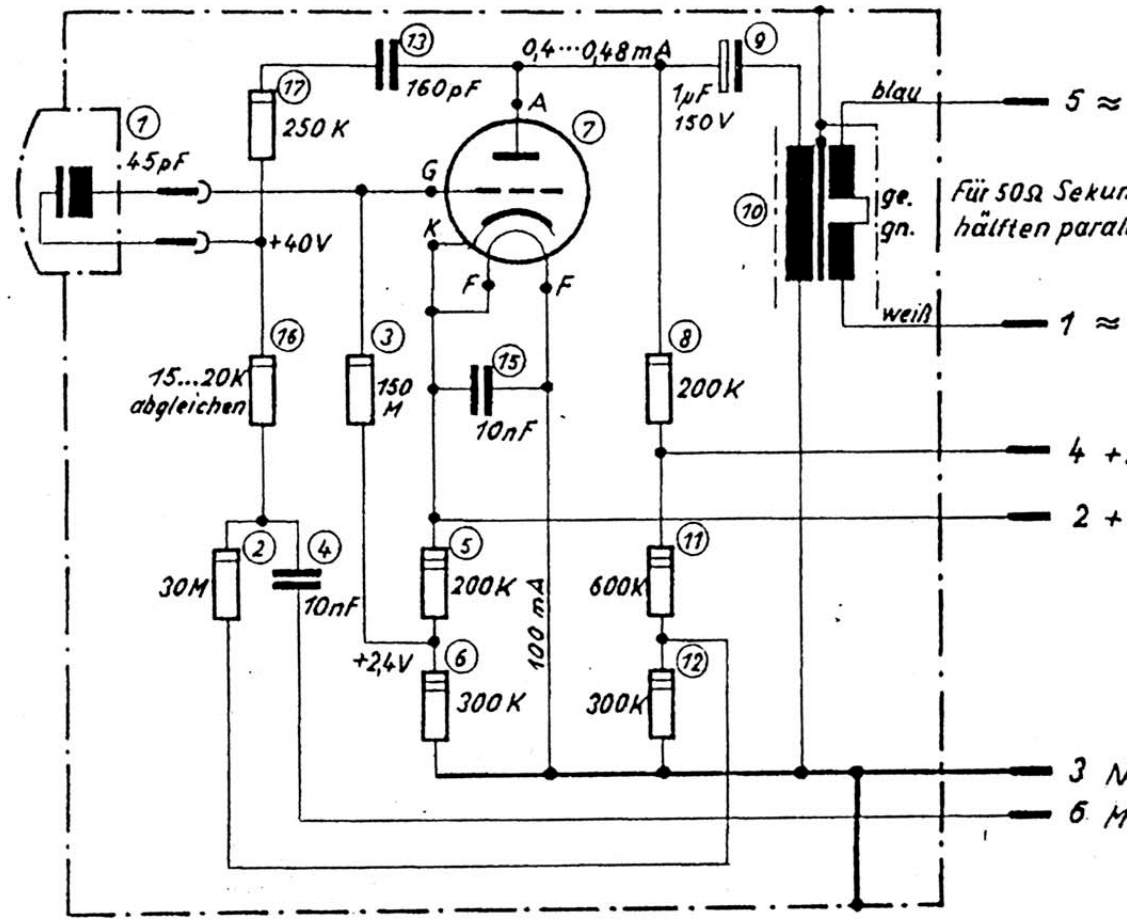 13
0,4···0,48mA
9
17
160pF
1µF
150V
blau
5 ≈
1
250K
A
7
45pF
G
10
ge.
gn.
Für 50Ω Sekun
hälften paral
K
+40V
F
F
weiß
1 ≈
16
3
15
8
15...20K
abgleichen
150
M
200K
10nF
4 +
2 +
2
4
5
11
30M
10nF
200K
600K
100 mA
+2,4V
6
12
300K
300K
3 N
6 M